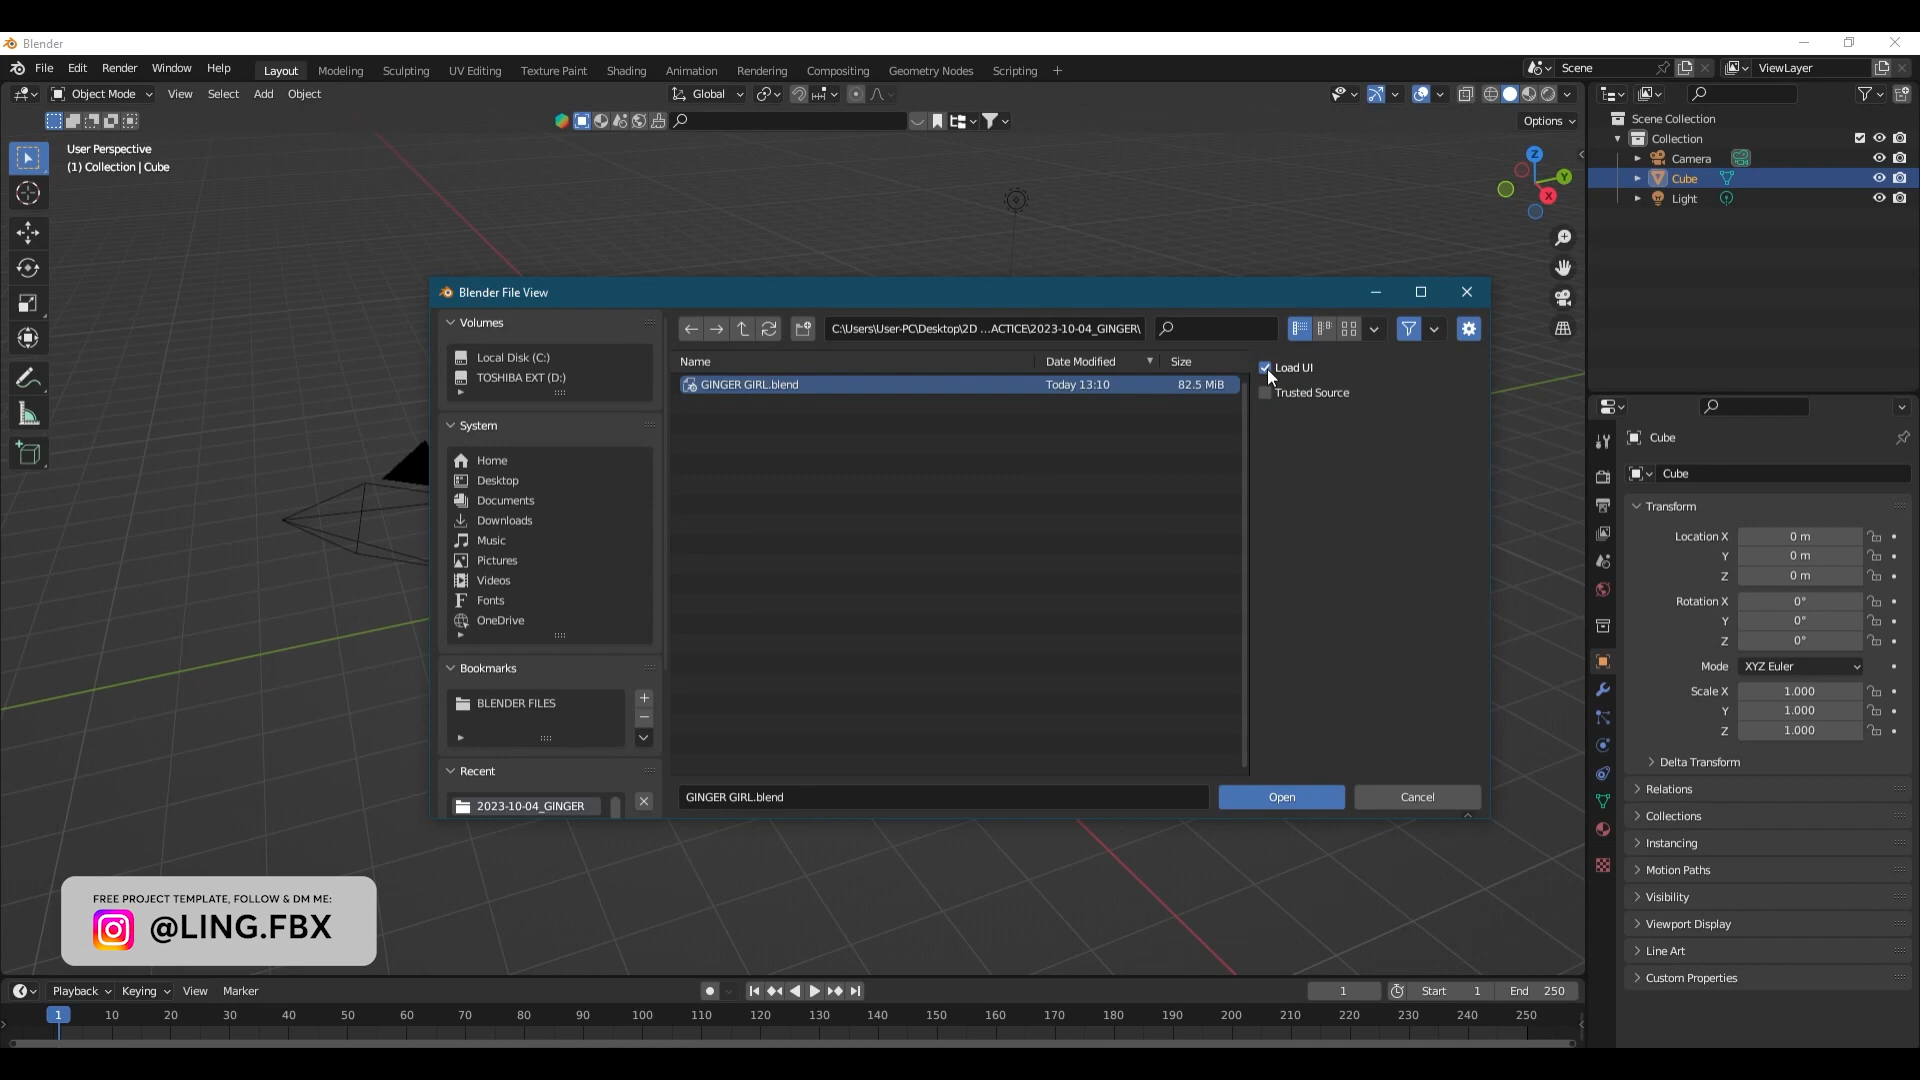 Blender
File Edit Render Window Help Layout Modeling Sculpting UV Editing Texture Paint Shading Animation Rendering Compositing Geometry Nodes Scripting + Scene ViewLayer
Object Mode View Select Add Object Global
Options
User Perspective
(1) Collection | Cube
Z
Y
X
Scene Collection
Collection
Camera
Cube
Light
Blender File View
Volumes
Local Disk (C:)
TOSHIBA EXT (D:)
System
Home
Desktop
Documents
Downloads
Music
Pictures
Videos
Fonts
OneDrive
Bookmarks
BLENDER FILES
Recent
2023-10-04_GINGER
C:\Users\User-PC\Desktop\2D ...ACTICE\2023-10-04_GINGER\
Name Date Modified Size
GINGER GIRL.blend Today 13:10 82.5 MiB
Load UI
Trusted Source
GINGER GIRL.blend Open Cancel
Cube
Cube
Transform
Location X 0 m
Y 0 m
Z 0 m
Rotation X 0°
Y 0°
Z 0°
Mode XYZ Euler
Scale X 1.000
Y 1.000
Z 1.000
Delta Transform
Relations
Collections
Instancing
Motion Paths
Visibility
Viewport Display
Line Art
Custom Properties
FREE PROJECT TEMPLATE, FOLLOW & DM ME:
@LING.FBX
Playback Keying View Marker 1 Start 1 End 250
1 10 20 30 40 50 60 70 80 90 100 110 120 130 140 150 160 170 180 190 200 210 220 230 240 250